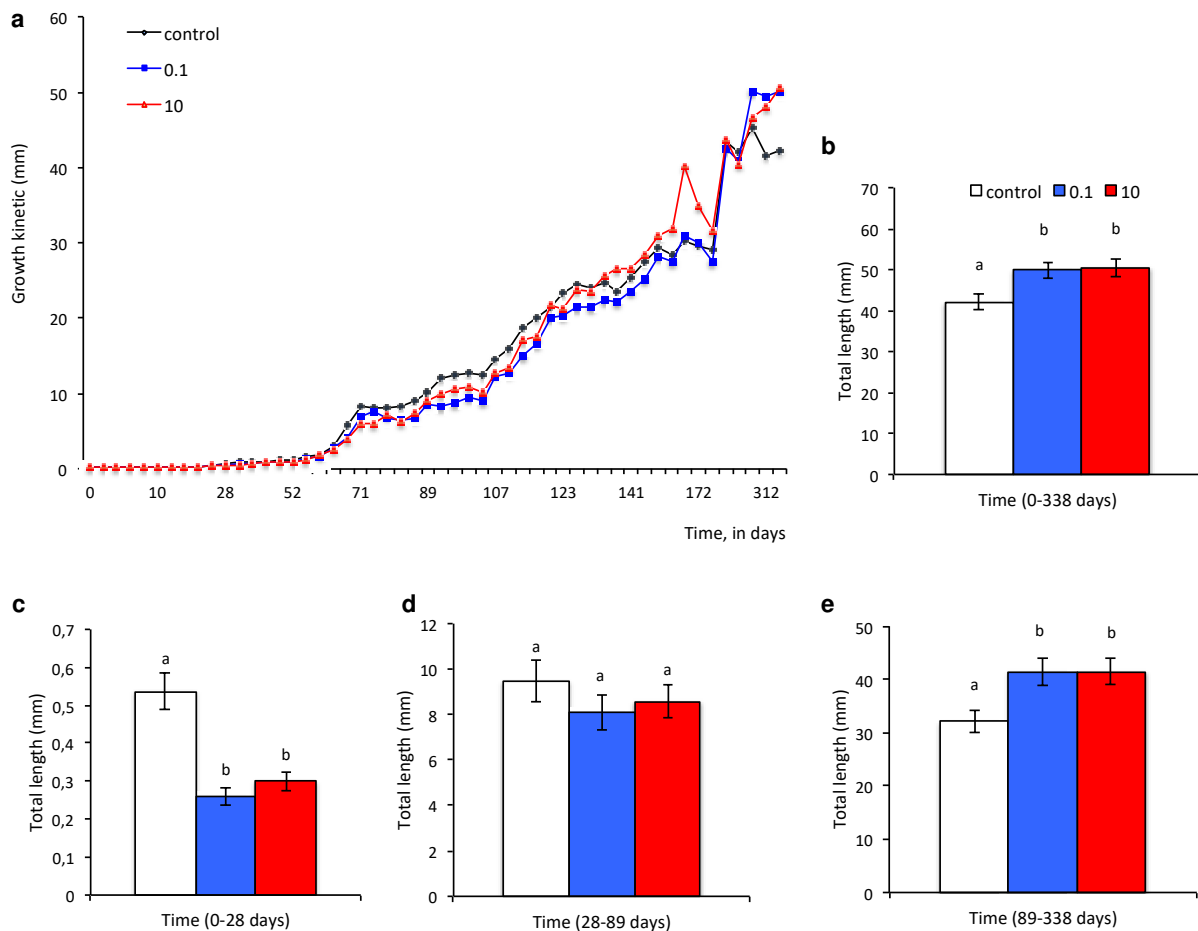 a
60
50
40
30
20
10
0
Growth kinetic (mm)
control
0.1
10
0 10 28 52 71 89 107 123 141 172 312
Time, in days
b
70
60
50
40
30
20
10
0
Total length (mm)
control 0.1 10
a b b
Time (0-338 days)
c
0,7
0,6
0,5
0,4
0,3
0,2
0,1
0
Total length (mm)
a b b
Time (0-28 days)
d
12
10
8
6
4
2
0
Total length (mm)
a a a
Time (28-89 days)
e
50
40
30
20
10
0
Total length (mm)
a b b
Time (89-338 days)